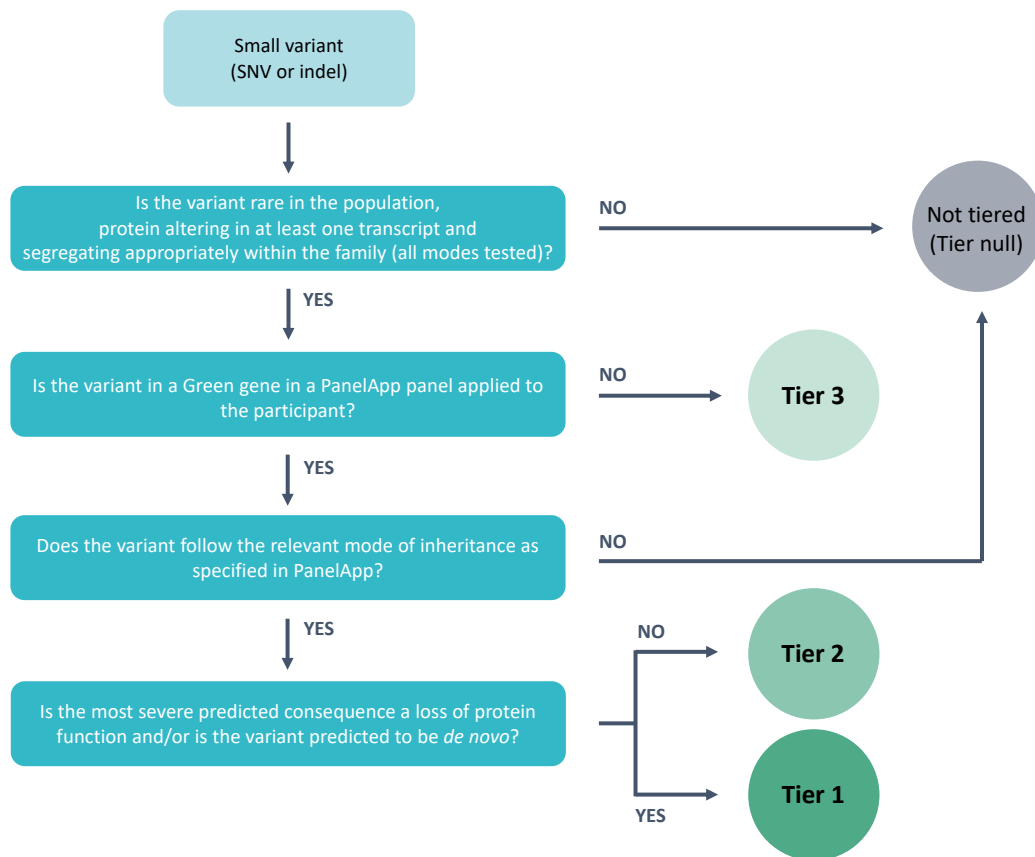 Small variant
(SNV or indel)
Is the variant rare in the population,
protein altering in at least one transcript and
segregating appropriately within the family (all modes tested)?
NO
Not tiered
(Tier null)
YES
Is the variant in a Green gene in a PanelApp panel applied to
the participant?
NO
Tier 3
YES
Does the variant follow the relevant mode of inheritance as
specified in PanelApp?
NO
YES
Is the most severe predicted consequence a loss of protein
function and/or is the variant predicted to be de novo?
NO
Tier 2
YES
Tier 1